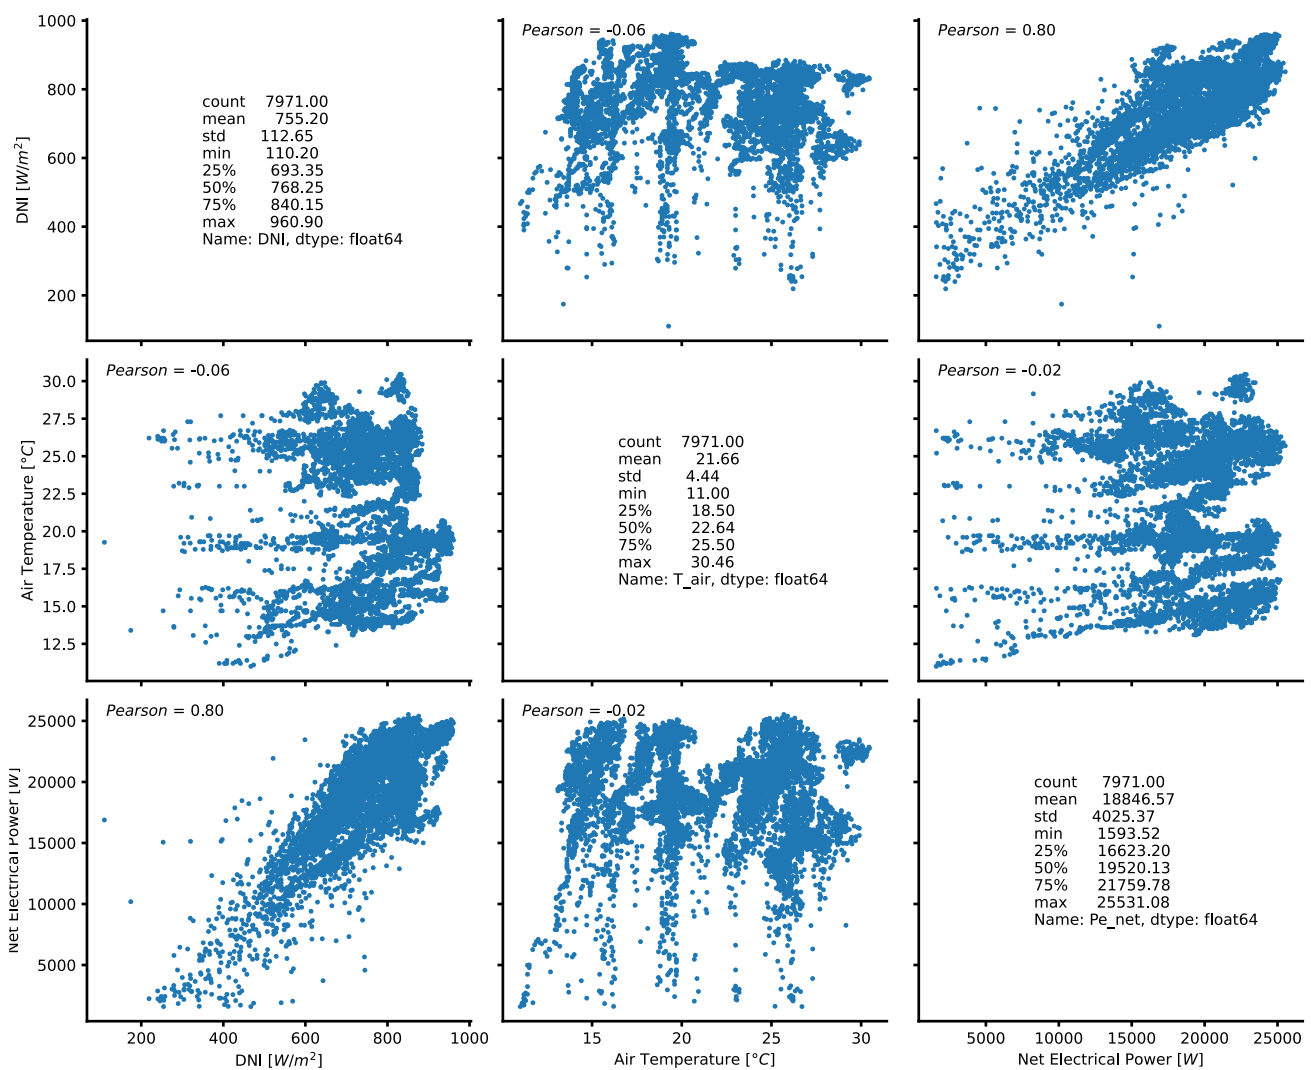 1000
800
600
400
200
DNI [W/m²]
count 7971.00
mean 755.20
std 112.65
min 110.20
25% 693.35
50% 768.25
75% 840.15
max 960.90
Name: DNI, dtype: float64
Pearson = -0.06
Pearson = 0.80
30.0
27.5
25.0
22.5
20.0
17.5
15.0
12.5
Air Temperature [°C]
Pearson = -0.06
count 7971.00
mean 21.66
std 4.44
min 11.00
25% 18.50
50% 22.64
75% 25.50
max 30.46
Name: T_air, dtype: float64
Pearson = -0.02
25000
20000
15000
10000
5000
Net Electrical Power [W]
Pearson = 0.80
Pearson = -0.02
count 7971.00
mean 18846.57
std 4025.37
min 1593.52
25% 16623.20
50% 19520.13
75% 21759.78
max 25531.08
Name: Pe_net, dtype: float64
200 400 600 800 1000
DNI [W/m²]
15 20 25 30
Air Temperature [°C]
5000 10000 15000 20000 25000
Net Electrical Power [W]